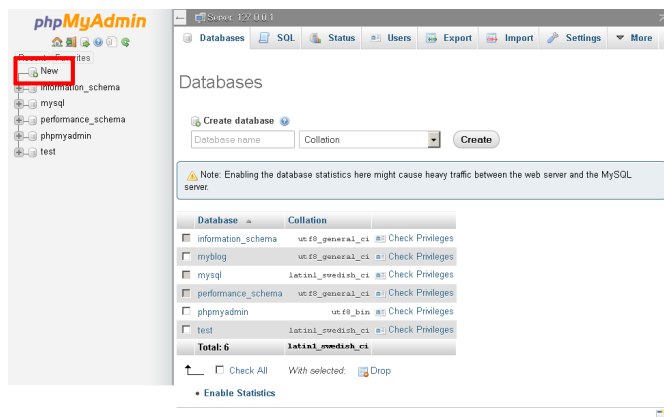 phpMyAdmin
Recent Favorites
New
information_schema
mysql
performance_schema
phpmyadmin
test
Server: 127.0.0.1
Databases SQL Status Users Export Import Settings More
Databases
Create database
Database name Collation Create
Note: Enabling the database statistics here might cause heavy traffic between the web server and the MySQL
server.
Database Collation
information_schema utf8_general_ci Check Privileges
myblog utf8_general_ci Check Privileges
mysql latin1_swedish_ci Check Privileges
performance_schema utf8_general_ci Check Privileges
phpmyadmin utf8_bin Check Privileges
test latin1_swedish_ci Check Privileges
Total: 6 latin1_swedish_ci
Check All With selected: Drop
Enable Statistics